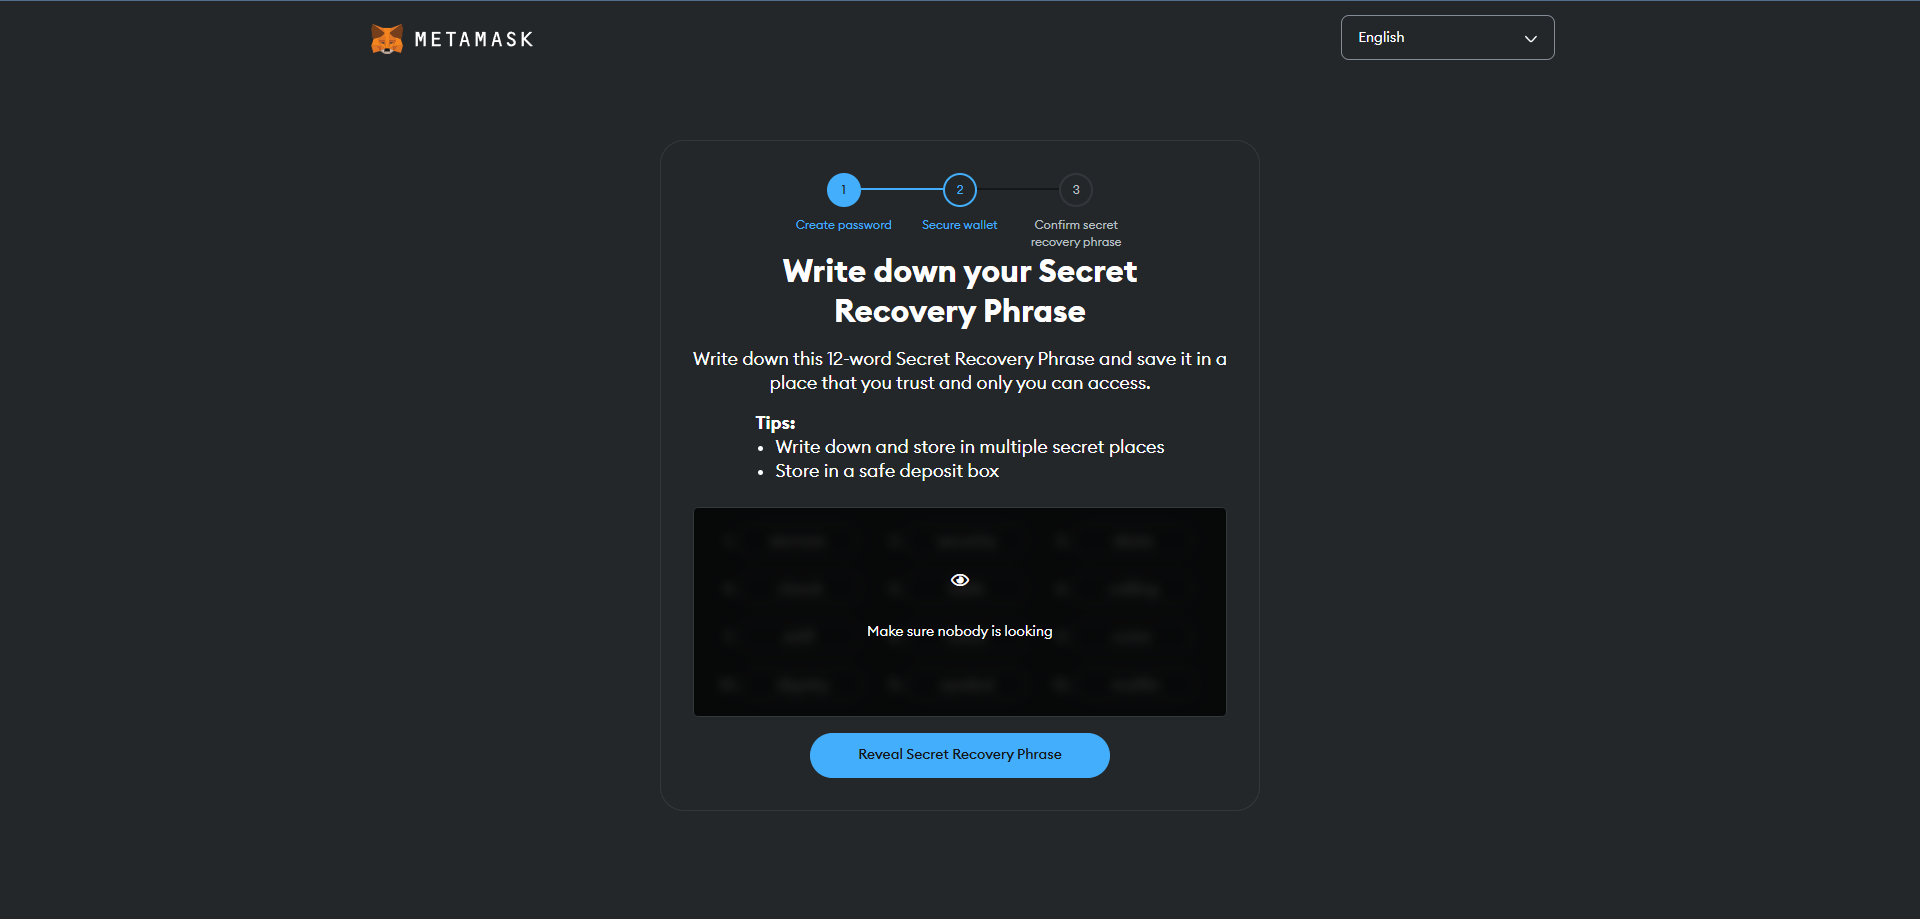 METAMASK
English
1
2
3
Create password
Secure wallet
Confirm secret
recovery phrase
Write down your Secret
Recovery Phrase
Write down this 12-word Secret Recovery Phrase and save it in a
place that you trust and only you can access.
Tips:
• Write down and store in multiple secret places
• Store in a safe deposit box
Make sure nobody is looking
Reveal Secret Recovery Phrase